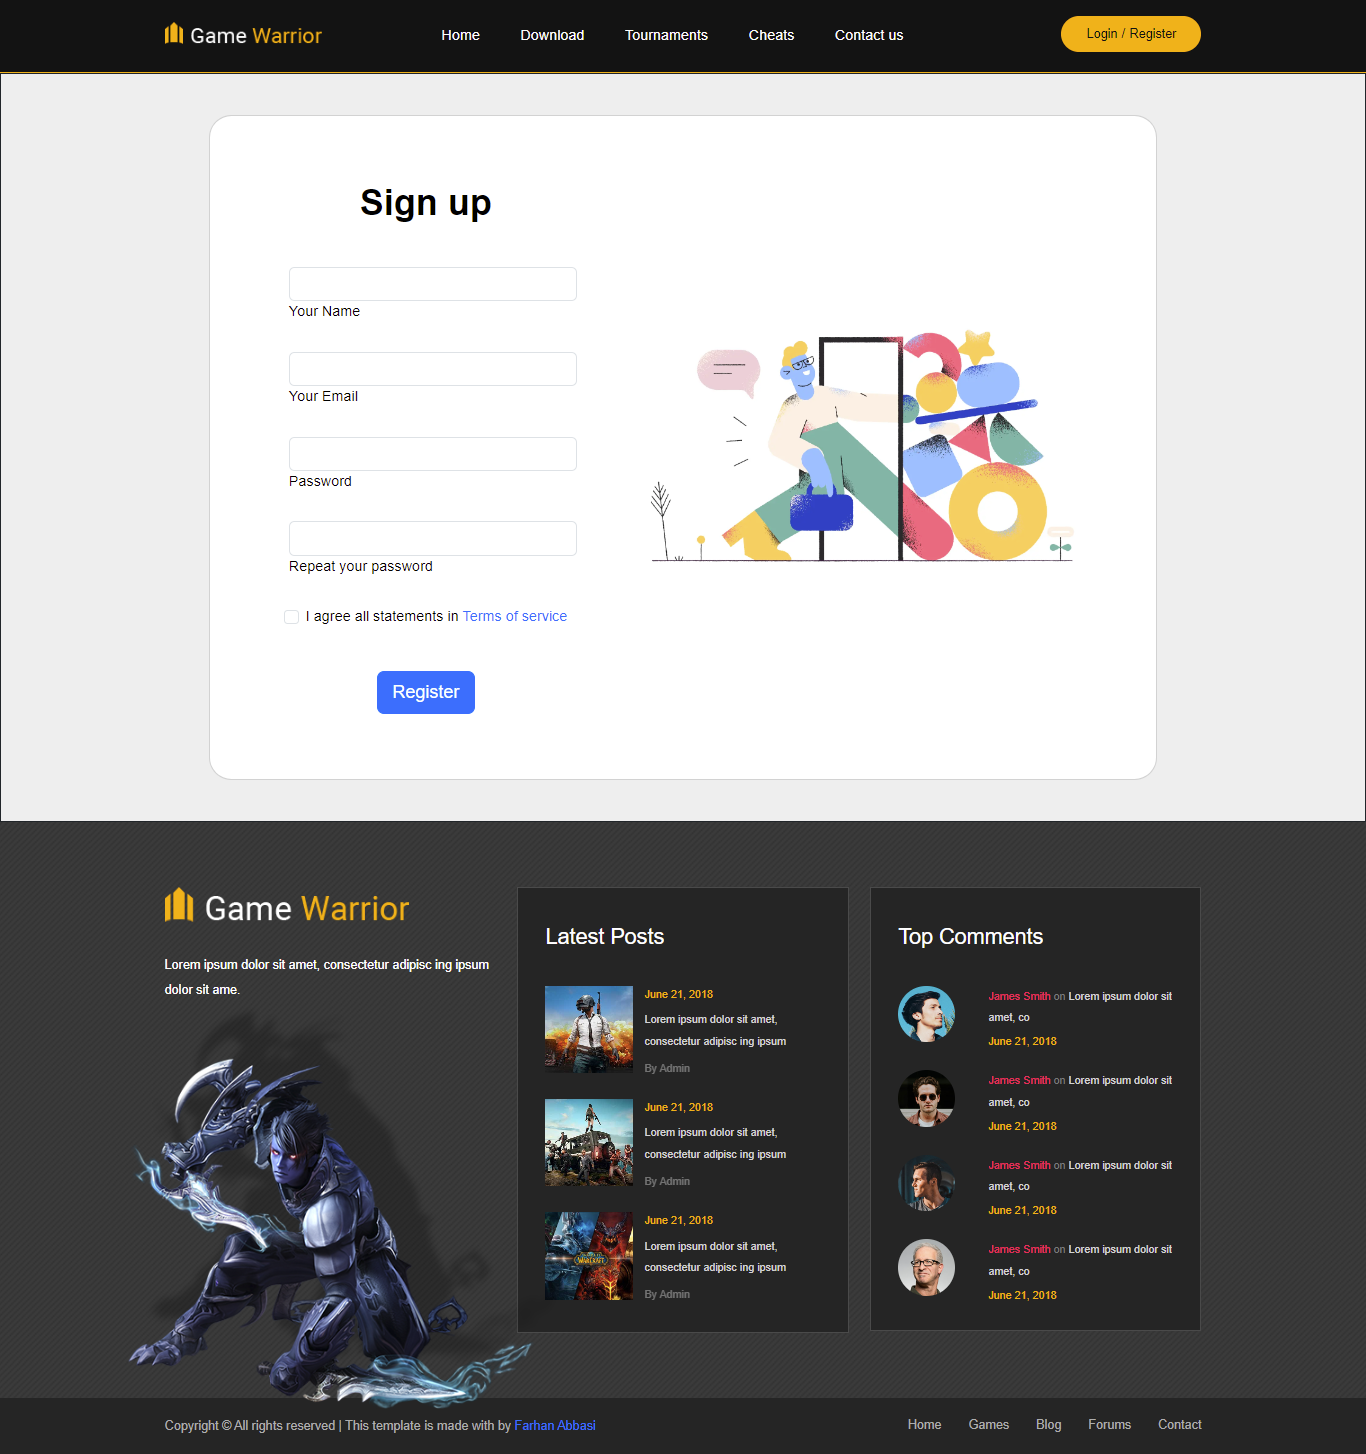 Game Warrior
Home
Download
Tournaments
Cheats
Contact us
Login / Register
Sign up
Your Name
Your Email
Password
Repeat your password
I agree all statements in Terms of service
Register
Game Warrior
Lorem ipsum dolor sit amet, consectetur adipisc ing ipsum
dolor sit ame.
Latest Posts
June 21, 2018
Lorem ipsum dolor sit amet,
consectetur adipisc ing ipsum
By Admin
June 21, 2018
Lorem ipsum dolor sit amet,
consectetur adipisc ing ipsum
By Admin
WARCRAFT
June 21, 2018
Lorem ipsum dolor sit amet,
consectetur adipisc ing ipsum
By Admin
Top Comments
James Smith on Lorem ipsum dolor sit
amet, co
June 21, 2018
James Smith on Lorem ipsum dolor sit
amet, co
June 21, 2018
James Smith on Lorem ipsum dolor sit
amet, co
June 21, 2018
James Smith on Lorem ipsum dolor sit
amet, co
June 21, 2018
Copyright © All rights reserved | This template is made with by Farhan Abbasi
Home
Games
Blog
Forums
Contact